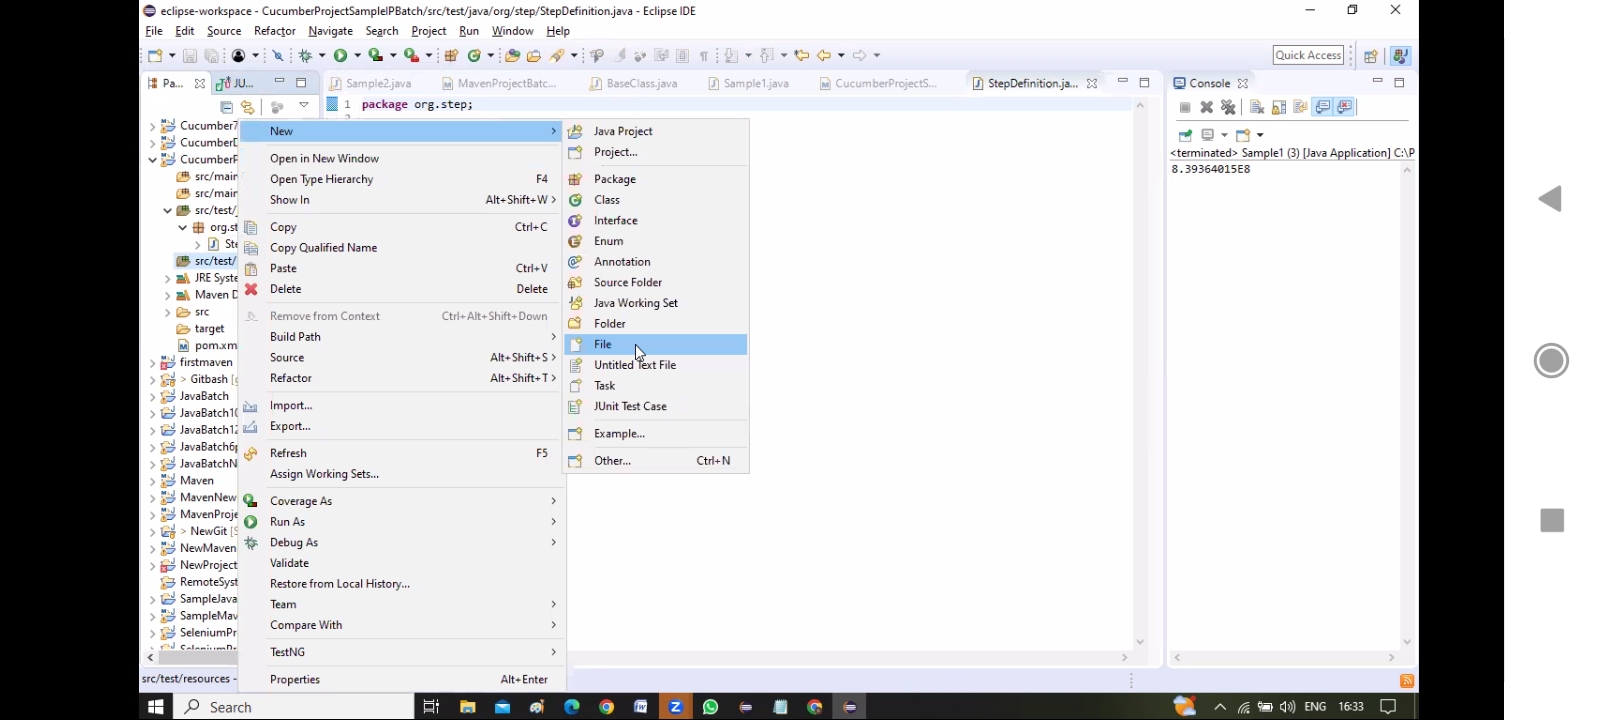 eclipse-workspace - CucumberProjectSampleIPBatch/src/test/java/org/step/StepDefinition.java - Eclipse IDE
File Edit Source Refactor Navigate Search Project Run Window Help
Quick Access
Pa... JU... Sample2.java MavenProjectBatc... BaseClass.java Sample1.java CucumberProjectS... StepDefinition.ja... Console
1 package org.step;
Cucumber7
CucumberD
CucumberP
src/main
src/main
src/test/j
org.st
Ste
src/test/
JRE Syste
Maven D
src
target
pom.xm
firstmaven
> Gitbash [g
JavaBatch
JavaBatch10
JavaBatch12
JavaBatch6p
JavaBatchN
Maven
MavenNew
MavenProje
> NewGit [S
NewMaven
NewProject
RemoteSyst
SampleJava
SampleMav
SeleniumPr
New
Open in New Window
Open Type Hierarchy F4
Show In Alt+Shift+W >
Copy Ctrl+C
Copy Qualified Name
Paste Ctrl+V
Delete Delete
Remove from Context Ctrl+Alt+Shift+Down
Build Path
Source Alt+Shift+S >
Refactor Alt+Shift+T >
Import...
Export...
Refresh F5
Assign Working Sets...
Coverage As
Run As
Debug As
Validate
Restore from Local History...
Team
Compare With
TestNG
Properties Alt+Enter
Java Project
Project...
Package
Class
Interface
Enum
Annotation
Source Folder
Java Working Set
Folder
File
Untitled Text File
Task
JUnit Test Case
Example...
Other... Ctrl+N
<terminated> Sample1 (3) [Java Application] C:\P
8.39364015E8
src/test/resources -
Search
ENG 16:33